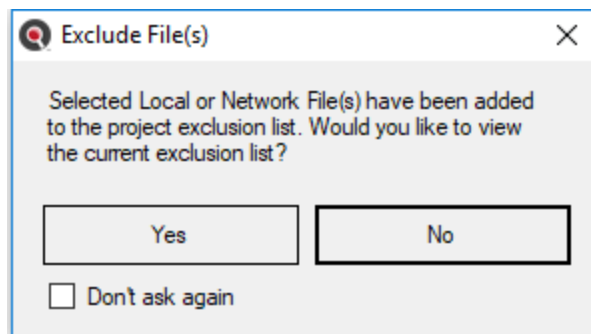 Exclude File(s)
Selected Local or Network File(s) have been added
to the project exclusion list. Would you like to view
the current exclusion list?
Yes
No
Don't ask again